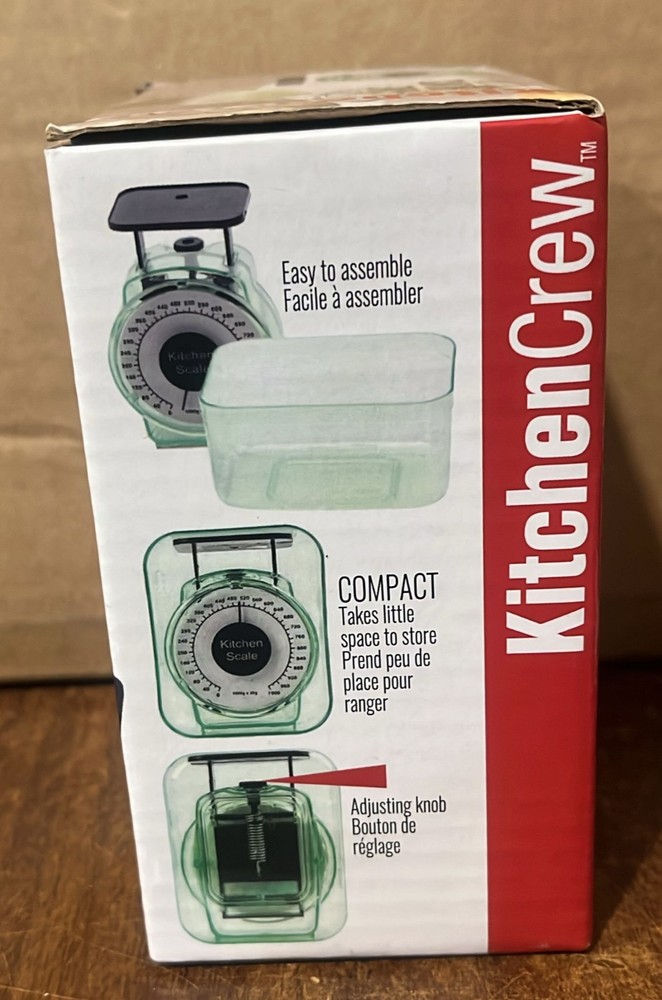 Easy to assemble
Facile à assembler
Kitchen
Scale
KitchenCrew™
COMPACT
Takes little
space to store
Prend peu de
place pour
ranger
Kitchen
Scale
Adjusting knob
Bouton de
réglage